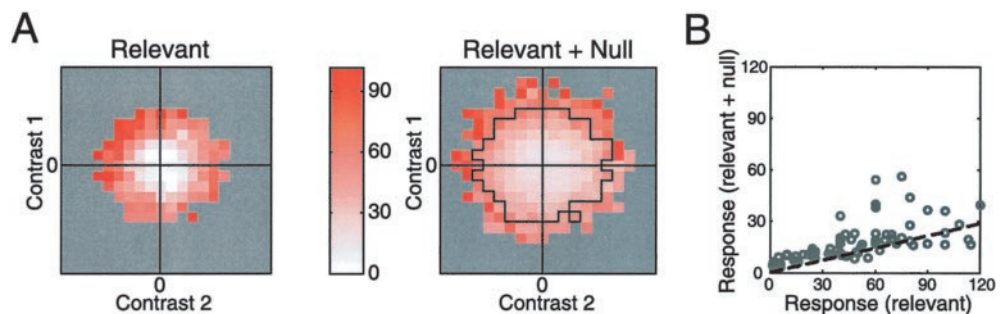 A
Relevant
Contrast 1
0
0
Contrast 2
90
60
30
0
Relevant + Null
Contrast 1
0
0
Contrast 2
B
Response (relevant + null)
120
90
60
30
0
0 30 60 90 120
Response (relevant)